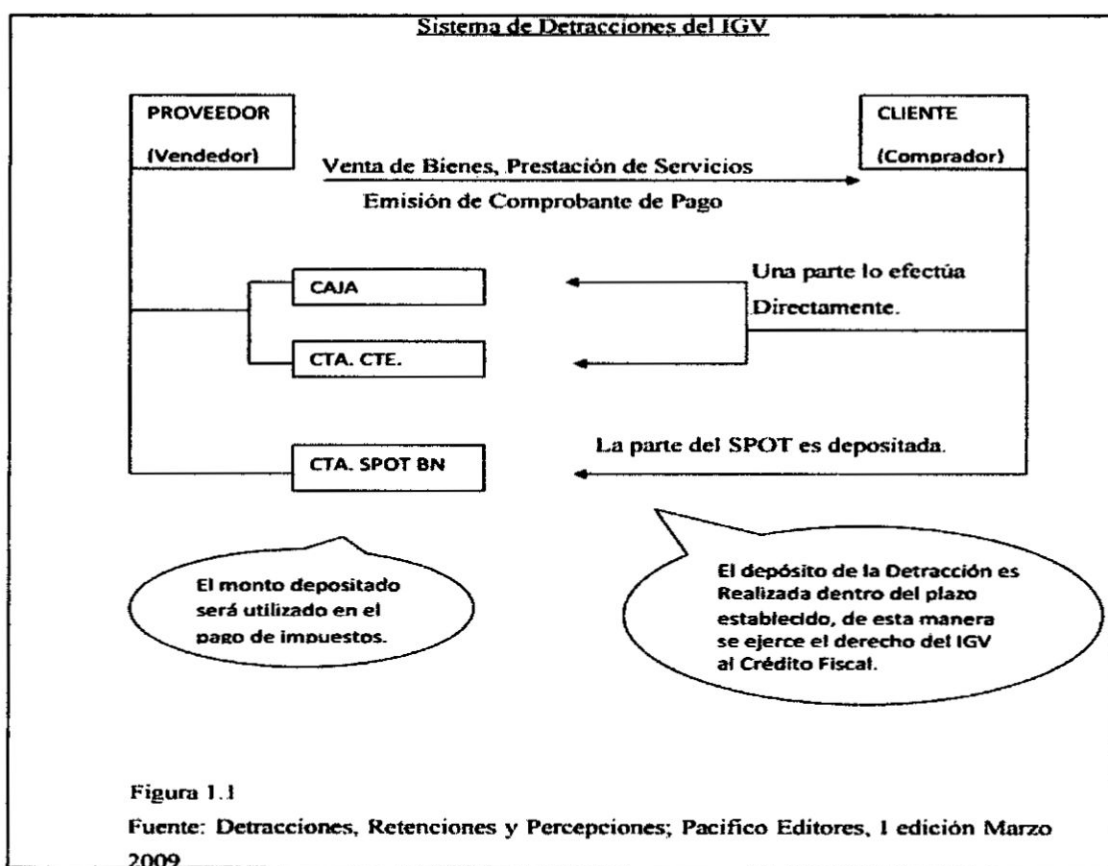 Sistema de Detracciones del IGV
PROVEEDOR
(Vendedor)
CLIENTE
(Comprador)
Venta de Bienes, Prestación de Servicios
Emisión de Comprobante de Pago
CAJA
Una parte lo efectúa
Directamente.
CTA. CTE.
La parte del SPOT es depositada.
CTA. SPOT BN
El monto depositado
será utilizado en el
pago de impuestos.
El depósito de la Detracción es
Realizada dentro del plazo
establecido, de esta manera
se ejerce el derecho del IGV
al Crédito Fiscal.
Figura 1.1
Fuente: Detracciones, Retenciones y Percepciones; Pacifico Editores, 1 edición Marzo
2009